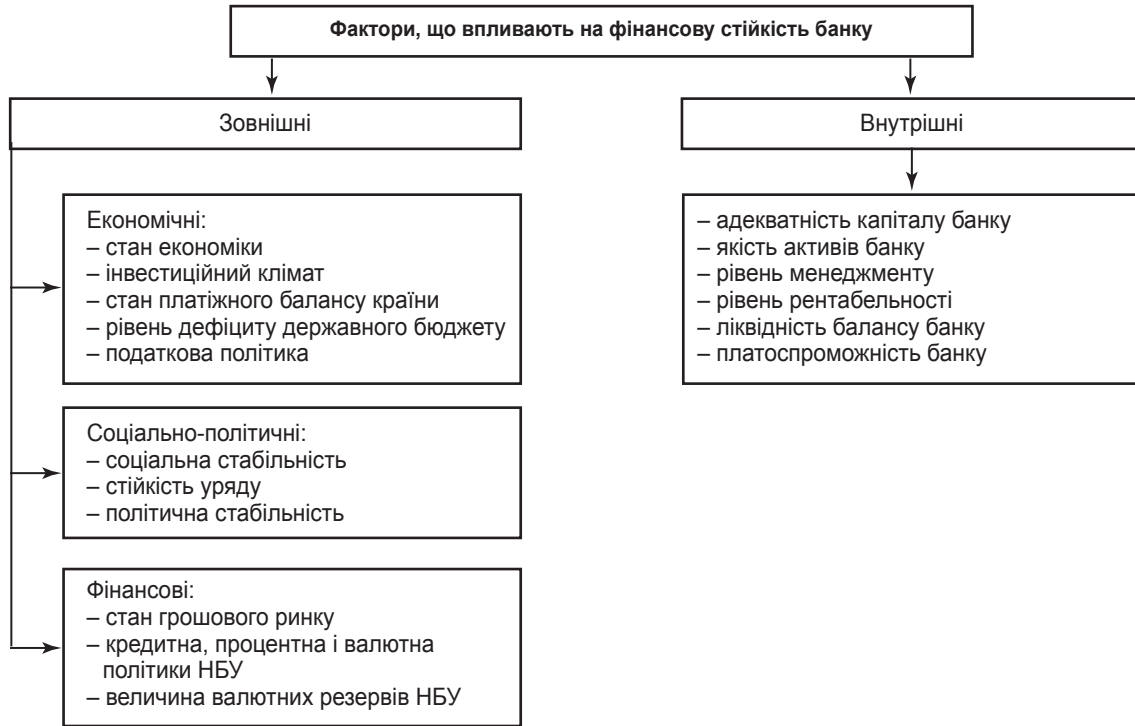 Фактори, що впливають на фінансову стійкість банку
Зовнішні
Внутрішні
Економічні:
– стан економіки
– інвестиційний клімат
– стан платіжного балансу країни
– рівень дефіциту державного бюджету
– податкова політика
– адекватність капіталу банку
– якість активів банку
– рівень менеджменту
– рівень рентабельності
– ліквідність балансу банку
– платоспроможність банку
Соціально-політичні:
– соціальна стабільність
– стійкість уряду
– політична стабільність
Фінансові:
– стан грошового ринку
– кредитна, процентна і валютна
політики НБУ
– величина валютних резервів НБУ